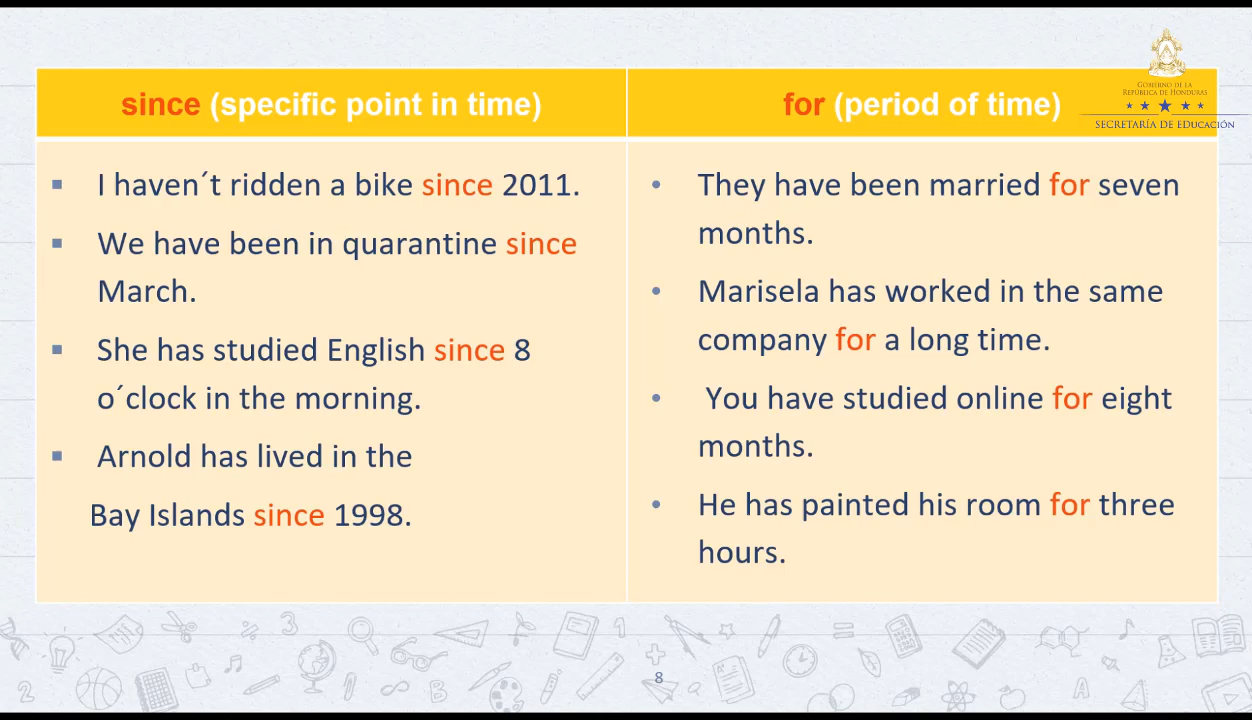 since (specific point in time)
for (period of time)
GOBIERNO DE LA
REPÚBLICA DE HONDURAS
SECRETARÍA DE EDUCACIÓN
I haven´t ridden a bike since 2011.
We have been in quarantine since
March.
She has studied English since 8
o´clock in the morning.
Arnold has lived in the
Bay Islands since 1998.
They have been married for seven
months.
Marisela has worked in the same
company for a long time.
You have studied online for eight
months.
He has painted his room for three
hours.
8